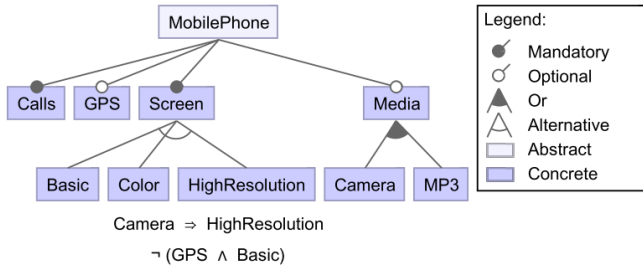 MobilePhone
Legend:
Mandatory
Optional
Or
Alternative
Abstract
Concrete
Calls
GPS
Screen
Media
Basic
Color
HighResolution
Camera
MP3
Camera ⇒ HighResolution
¬ (GPS ∧ Basic)